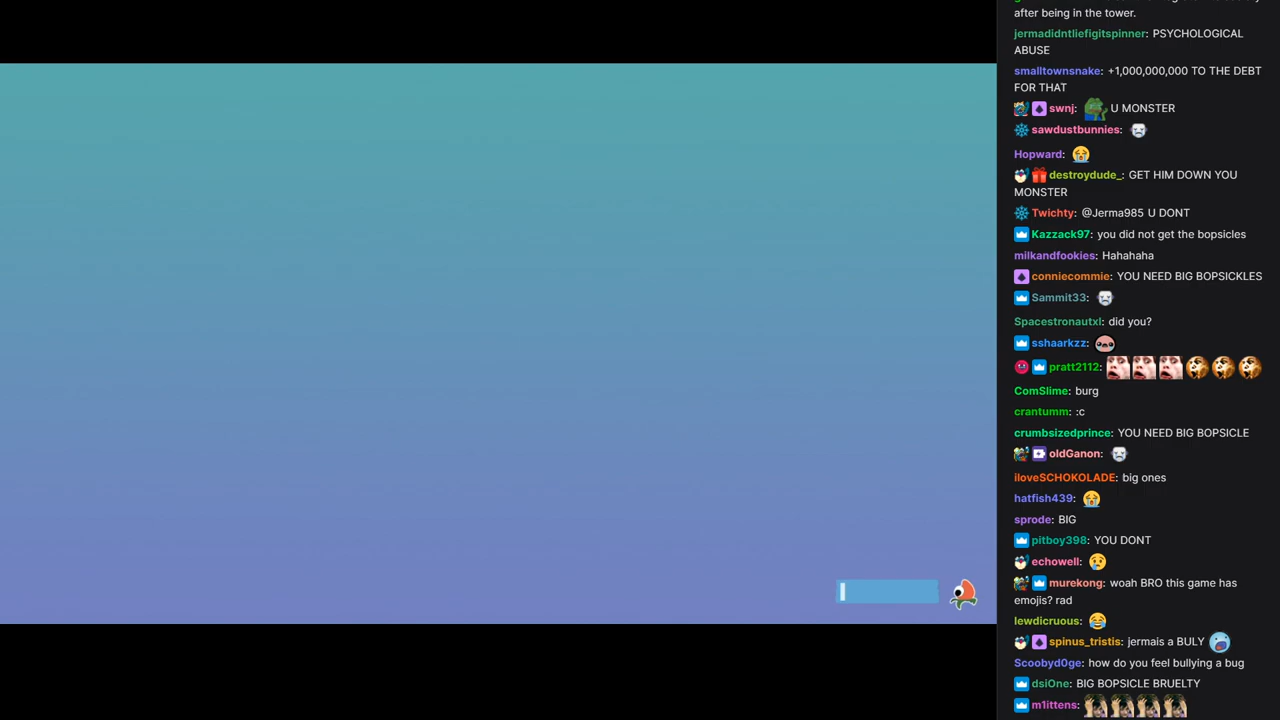 after being in the tower.
jermadidntliefigitspinner: PSYCHOLOGICAL
ABUSE
smalltownsnake: +1,000,000,000 TO THE DEBT
FOR THAT
swnj: U MONSTER
sawdustbunnies:
Hopward:
destroydude_: GET HIM DOWN YOU
MONSTER
Twichty: @Jerma985 U DONT
Kazzack97: you did not get the bopsicles
milkandfookies: Hahahaha
conniecommie: YOU NEED BIG BOPSICKLES
Sammit33:
Spacestronautxl: did you?
sshaarkzz:
pratt2112:
ComSlime: burg
crantumm: :c
crumbsizedprince: YOU NEED BIG BOPSICLE
oldGanon:
iloveSCHOKOLADE: big ones
hatfish439:
sprode: BIG
pitboy398: YOU DONT
echowell:
murekong: woah BRO this game has
emojis? rad
lewdicruous:
spinus_tristis: jermais a BULY
Scoobyd0ge: how do you feel bullying a bug
dsiOne: BIG BOPSICLE BRUELTY
m1ittens: